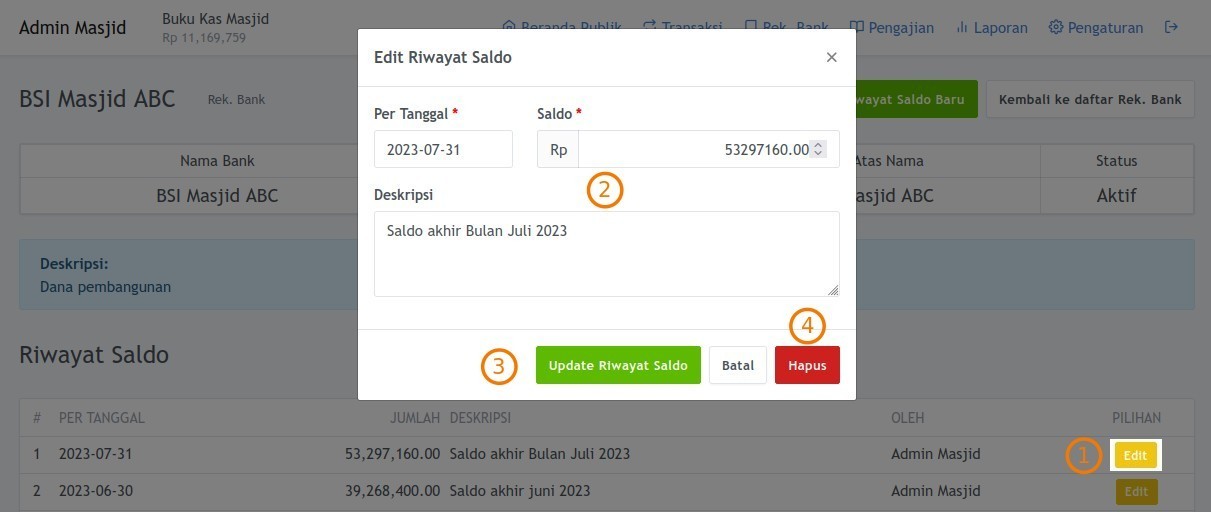 Admin Masjid
Buku Kas Masjid
Rp 11,169,759
Beranda Publik Transaksi Rek. Bank Pengajian Laporan Pengaturan
Edit Riwayat Saldo ×
BSI Masjid ABC Rek. Bank
wayat Saldo Baru Kembali ke daftar Rek. Bank
Per Tanggal * Saldo *
2023-07-31 Rp 53297160.00
Nama Bank Atas Nama Status
BSI Masjid ABC asjid ABC Aktif
2
Deskripsi
Saldo akhir Bulan Juli 2023
Deskripsi:
Dana pembangunan
4
Riwayat Saldo
3 Update Riwayat Saldo Batal Hapus
# PER TANGGAL JUMLAH DESKRIPSI OLEH PILIHAN
1 2023-07-31 53,297,160.00 Saldo akhir Bulan Juli 2023 Admin Masjid 1 Edit
2 2023-06-30 39,268,400.00 Saldo akhir juni 2023 Admin Masjid Edit